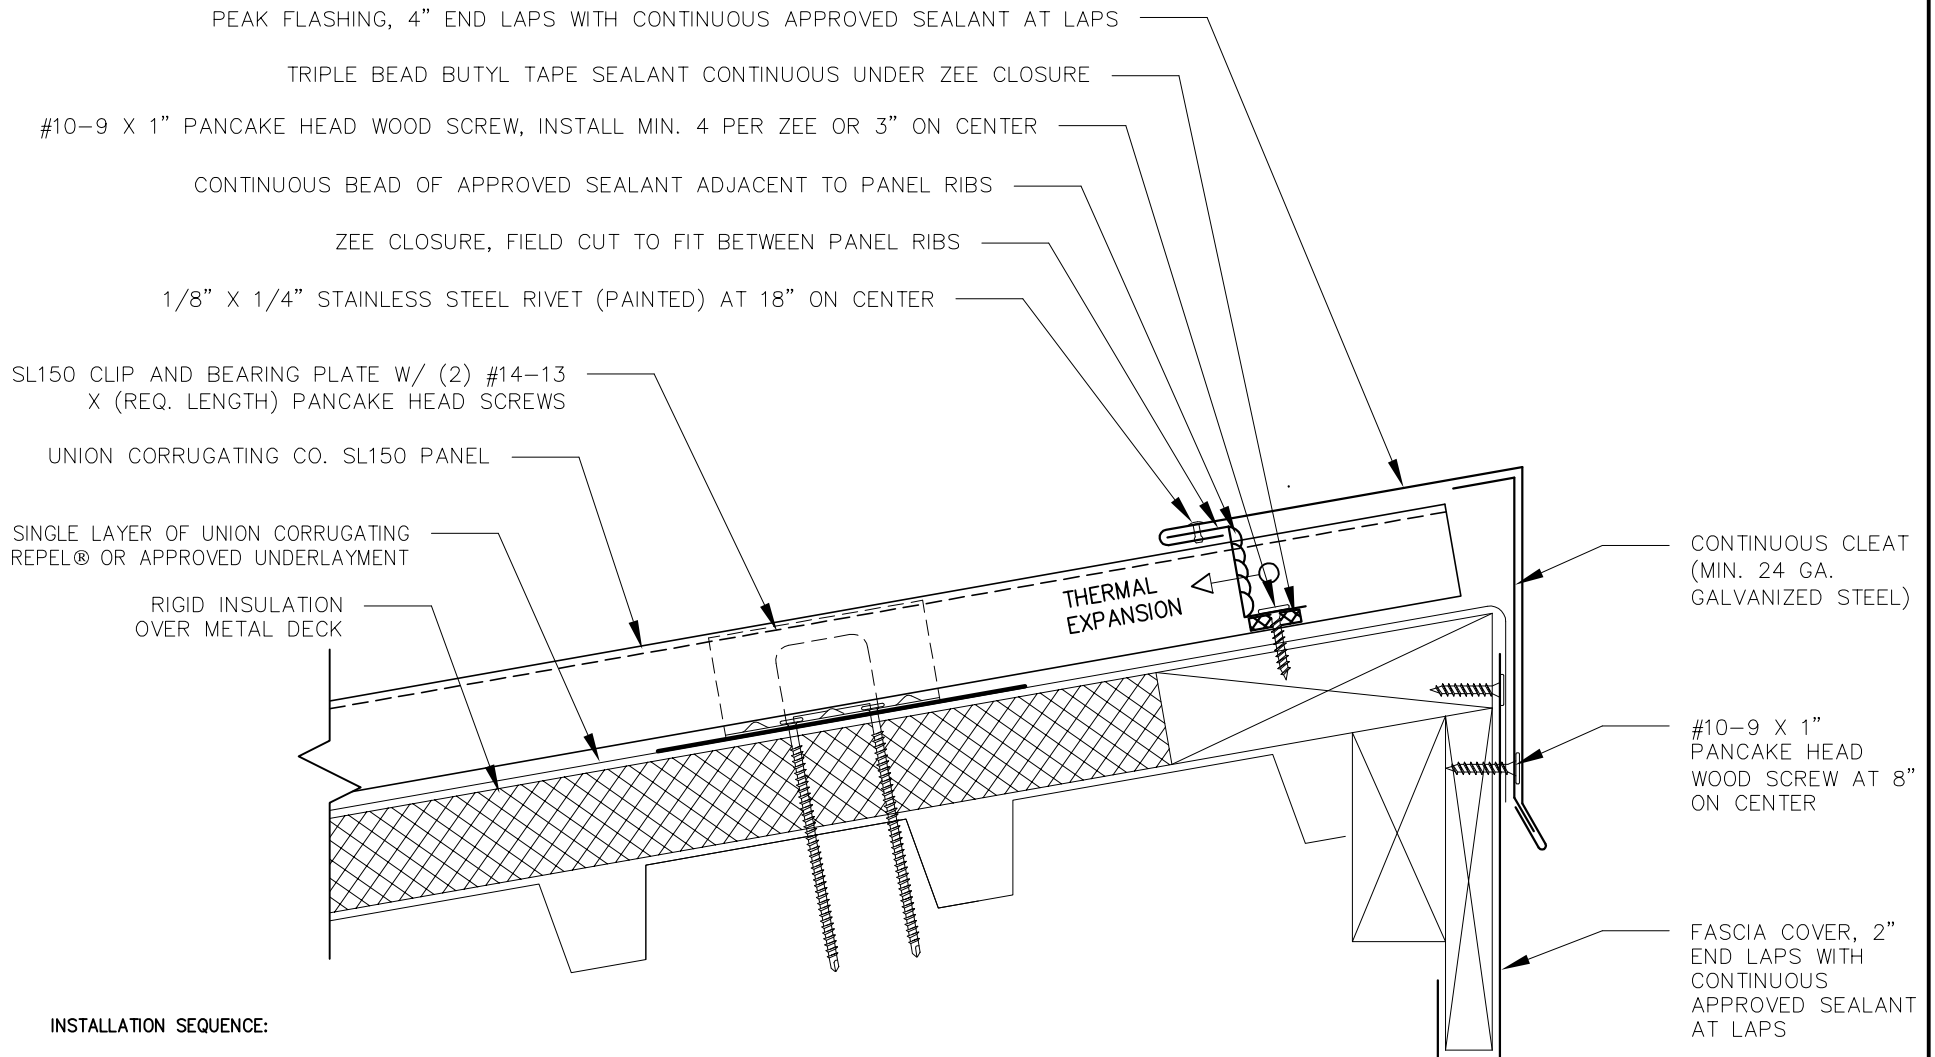 PEAK FLASHING, 4” END LAPS WITH CONTINUOUS APPROVED SEALANT AT LAPS
TRIPLE BEAD BUTYL TAPE SEALANT CONTINUOUS UNDER ZEE CLOSURE
#10-9 X 1” PANCAKE HEAD WOOD SCREW, INSTALL MIN. 4 PER ZEE OR 3” ON CENTER
CONTINUOUS BEAD OF APPROVED SEALANT ADJACENT TO PANEL RIBS
ZEE CLOSURE, FIELD CUT TO FIT BETWEEN PANEL RIBS
1/8” X 1/4” STAINLESS STEEL RIVET (PAINTED) AT 18” ON CENTER
SL150 CLIP AND BEARING PLATE W/ (2) #14-13
X (REQ. LENGTH) PANCAKE HEAD SCREWS
UNION CORRUGATING CO. SL150 PANEL
SINGLE LAYER OF UNION CORRUGATING
REPEL® OR APPROVED UNDERLAYMENT
RIGID INSULATION
OVER METAL DECK
THERMAL
EXPANSION
CONTINUOUS CLEAT
(MIN. 24 GA.
GALVANIZED STEEL)
#10-9 X 1”
PANCAKE HEAD
WOOD SCREW AT 8”
ON CENTER
FASCIA COVER, 2”
END LAPS WITH
CONTINUOUS
APPROVED SEALANT
AT LAPS
INSTALLATION SEQUENCE: